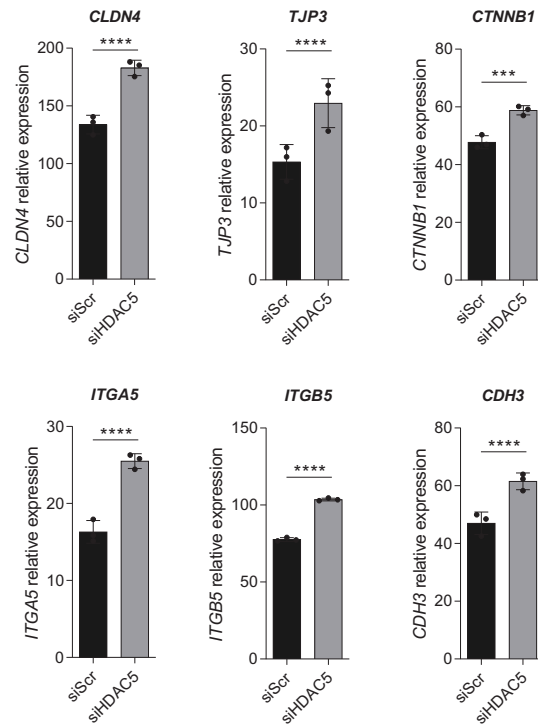 CLDN4
TJP3
CTNNB1
CLDN4 relative expression
200
150
100
50
0
****
siScr
siHDAC5
TJP3 relative expression
30
20
10
0
****
siScr
siHDAC5
CTNNB1 relative expression
80
60
40
20
0
***
siScr
siHDAC5
ITGA5
ITGB5
CDH3
ITGA5 relative expression
30
20
10
0
****
siScr
siHDAC5
ITGB5 relative expression
150
100
50
0
****
siScr
siHDAC5
CDH3 relative expression
80
60
40
20
0
****
siScr
siHDAC5